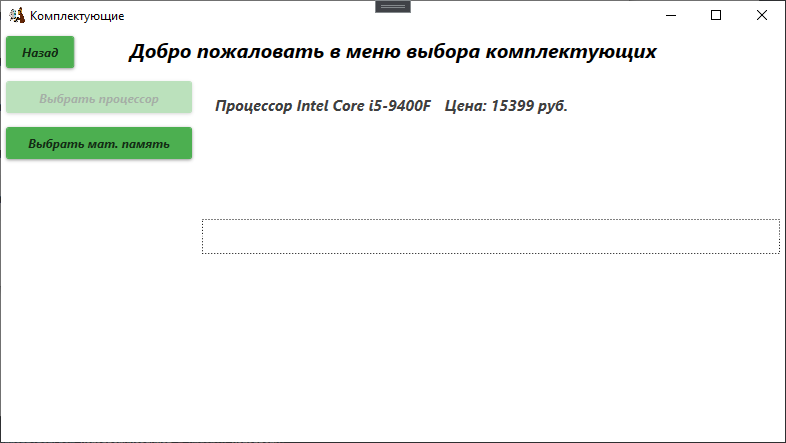 Комплектующие
Назад
Добро пожаловать в меню выбора комплектующих
Выбрать процессор
Процессор Intel Core i5-9400F Цена: 15399 руб.
Выбрать мат. память